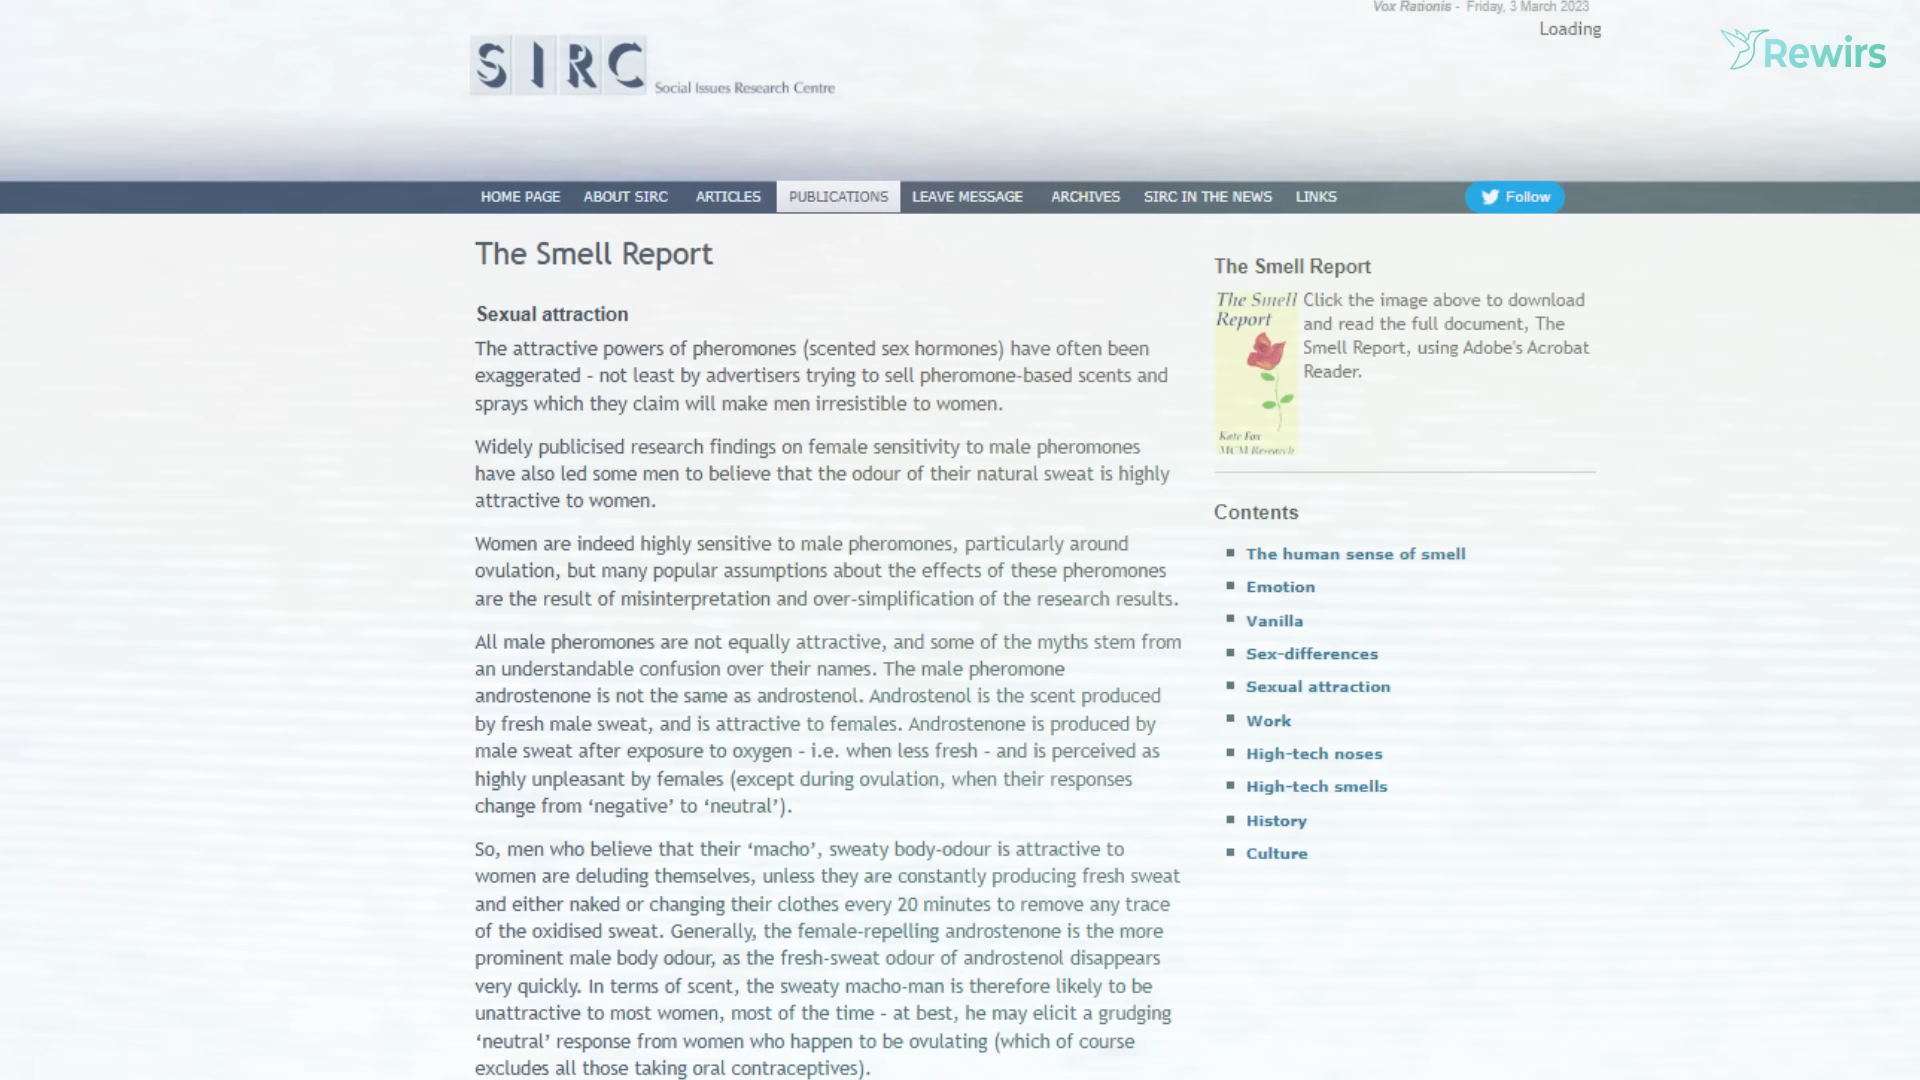 Vox Rationis - Friday, 3 March 2023
Loading
Rewirs
SIRC
Social Issues Research Centre
HOME PAGE ABOUT SIRC ARTICLES PUBLICATIONS LEAVE MESSAGE ARCHIVES SIRC IN THE NEWS LINKS Follow
The Smell Report
Sexual attraction
The attractive powers of pheromones (scented sex hormones) have often been
exaggerated - not least by advertisers trying to sell pheromone-based scents and
sprays which they claim will make men irresistible to women.
Widely publicised research findings on female sensitivity to male pheromones
have also led some men to believe that the odour of their natural sweat is highly
attractive to women.
Women are indeed highly sensitive to male pheromones, particularly around
ovulation, but many popular assumptions about the effects of these pheromones
are the result of misinterpretation and over-simplification of the research results.
All male pheromones are not equally attractive, and some of the myths stem from
an understandable confusion over their names. The male pheromone
androstenone is not the same as androstenol. Androstenol is the scent produced
by fresh male sweat, and is attractive to females. Androstenone is produced by
male sweat after exposure to oxygen - i.e. when less fresh - and is perceived as
highly unpleasant by females (except during ovulation, when their responses
change from ‘negative’ to ‘neutral’).
So, men who believe that their ‘macho’, sweaty body-odour is attractive to
women are deluding themselves, unless they are constantly producing fresh sweat
and either naked or changing their clothes every 20 minutes to remove any trace
of the oxidised sweat. Generally, the female-repelling androstenone is the more
prominent male body odour, as the fresh-sweat odour of androstenol disappears
very quickly. In terms of scent, the sweaty macho-man is therefore likely to be
unattractive to most women, most of the time - at best, he may elicit a grudging
‘neutral’ response from women who happen to be ovulating (which of course
excludes all those taking oral contraceptives).
The Smell Report
The Smell
Report
Kate Fox
MCM Research
Click the image above to download
and read the full document, The
Smell Report, using Adobe's Acrobat
Reader.
Contents
The human sense of smell
Emotion
Vanilla
Sex-differences
Sexual attraction
Work
High-tech noses
High-tech smells
History
Culture